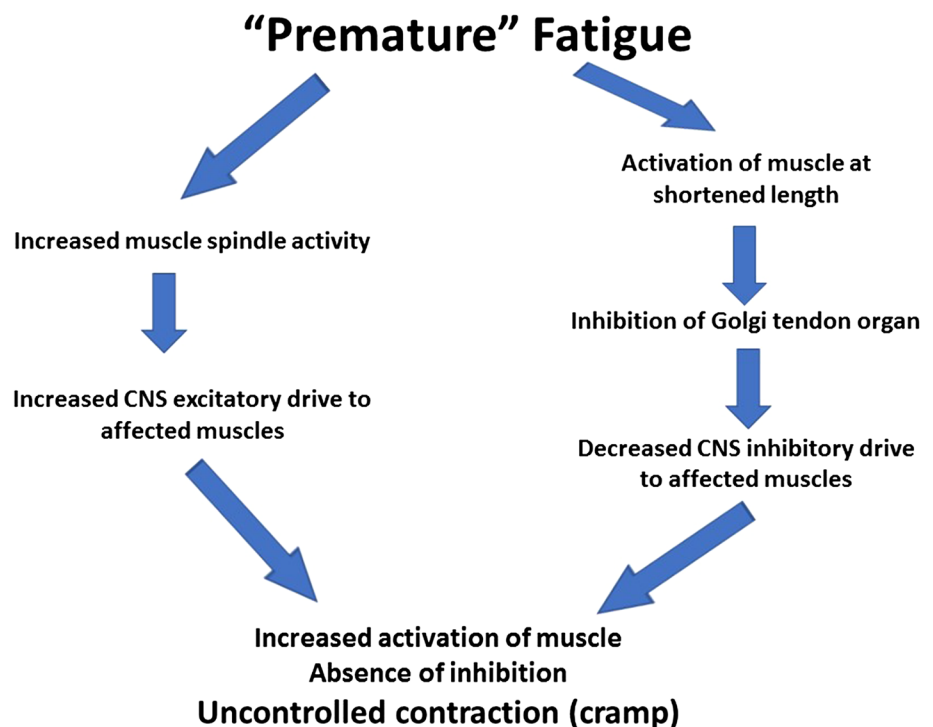 “Premature” Fatigue
Increased muscle spindle activity
Increased CNS excitatory drive to
affected muscles
Activation of muscle at
shortened length
Inhibition of Golgi tendon organ
Decreased CNS inhibitory drive
to affected muscles
Increased activation of muscle
Absence of inhibition
Uncontrolled contraction (cramp)